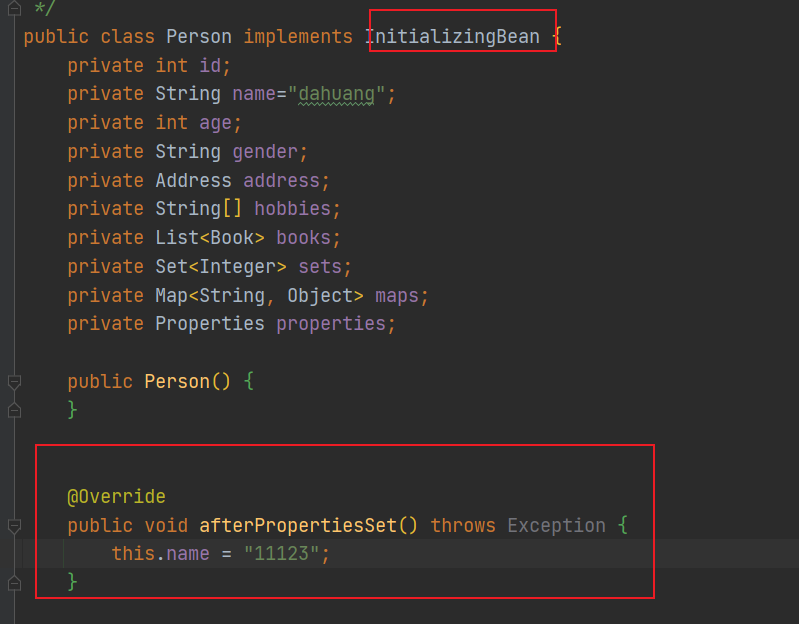 */
public class Person implements InitializingBean {
private int id;
private String name="dahuang";
private int age;
private String gender;
private Address address;
private String[] hobbies;
private List<Book> books;
private Set<Integer> sets;
private Map<String, Object> maps;
private Properties properties;
public Person() {
}
@Override
public void afterPropertiesSet() throws Exception {
this.name = "11123";
}